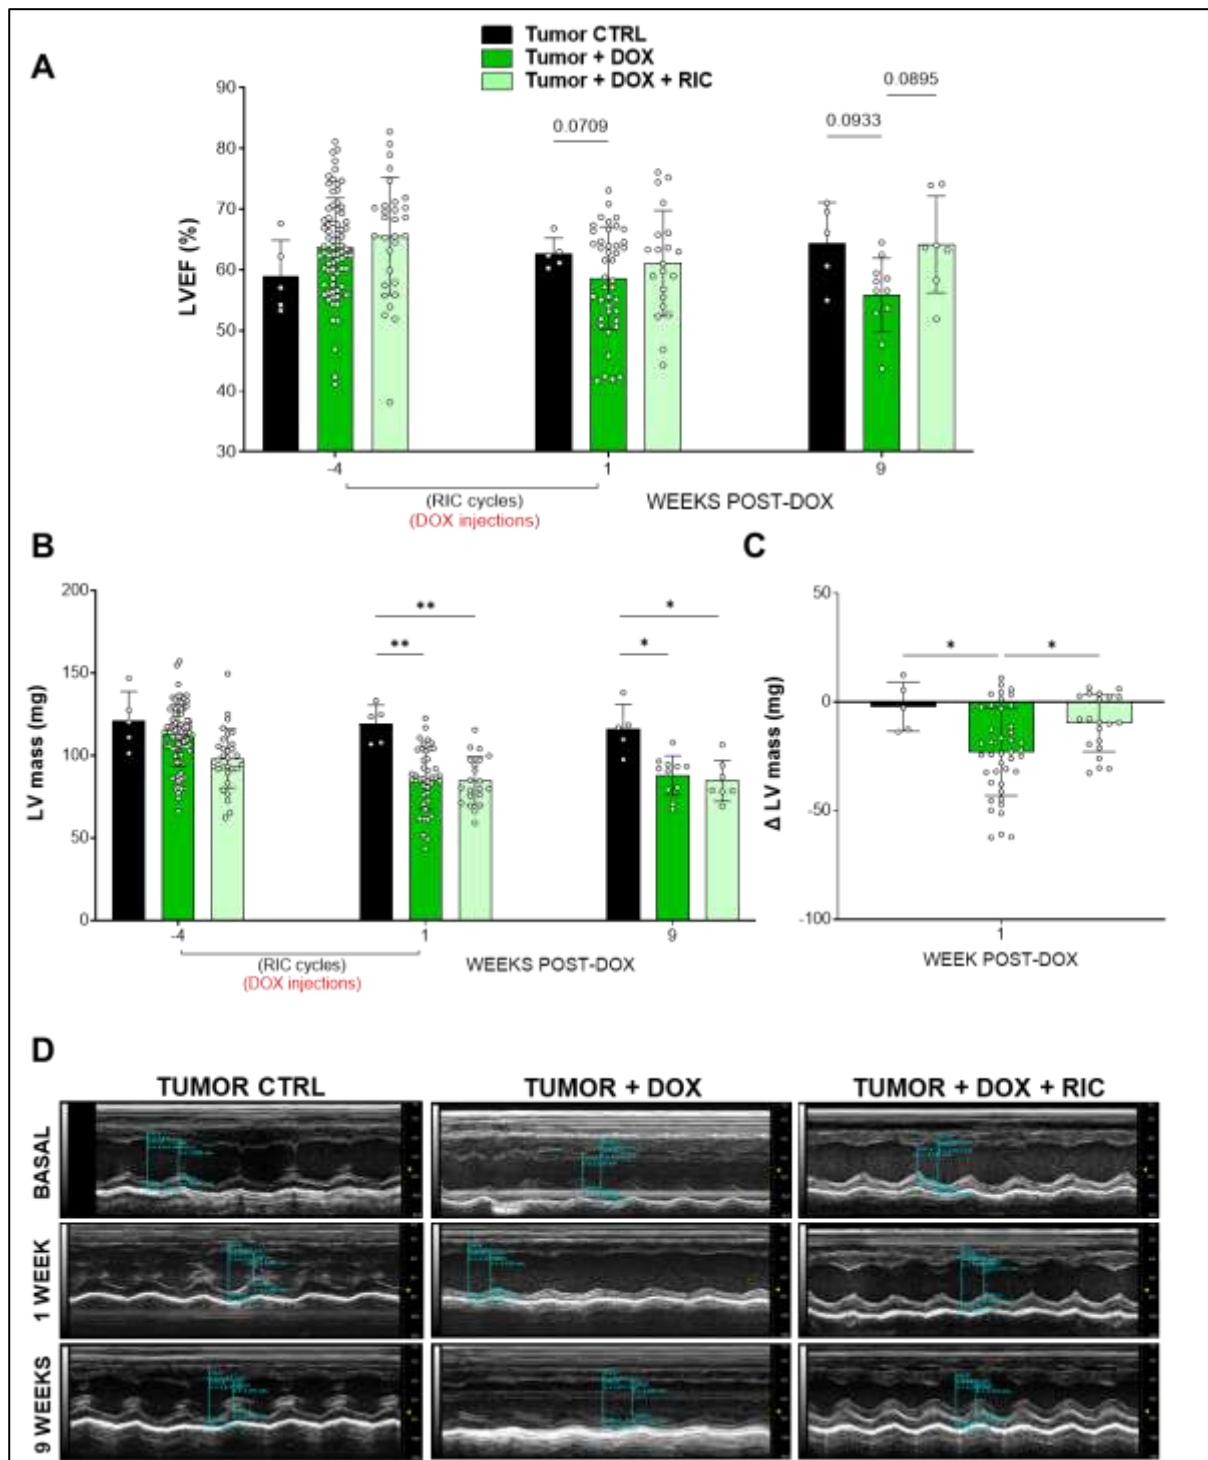 Tumor CTRL
Tumor + DOX
Tumor + DOX + RIC
A
90
80
70
60
50
40
30
LVEF (%)
0.0709
0.0933
0.0895
-4
1
9
(RIC cycles)
(DOX injections)
WEEKS POST-DOX
B
200
150
100
50
0
LV mass (mg)
**
**
*
*
-4
1
9
(RIC cycles)
(DOX injections)
WEEKS POST-DOX
C
50
0
-50
-100
Δ LV mass (mg)
*
*
1
WEEK POST-DOX
D
TUMOR CTRL
TUMOR + DOX
TUMOR + DOX + RIC
BASAL
1 WEEK
9 WEEKS